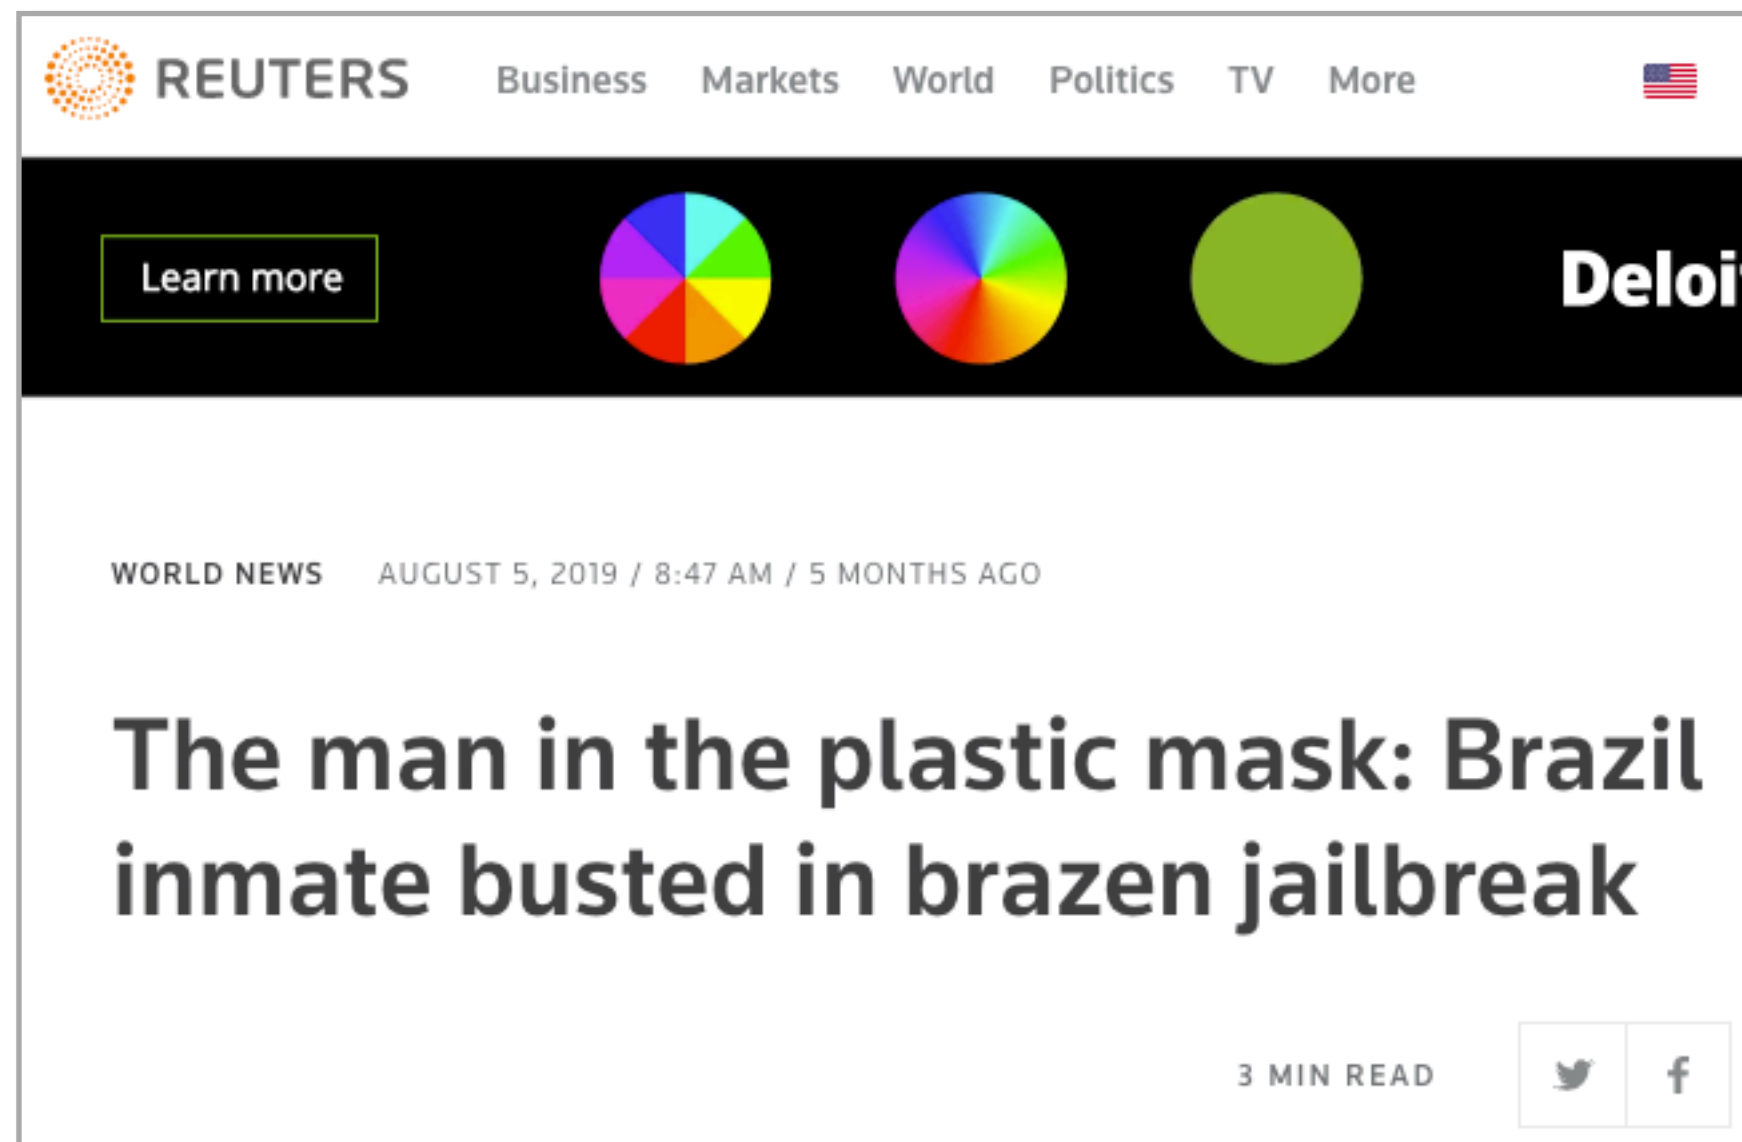 REUTERS Business Markets World Politics TV More
Learn more
WORLD NEWS AUGUST 5, 2019 / 8:47 AM / 5 MONTHS AGO
The man in the plastic mask: Brazil
inmate busted in brazen jailbreak
3 MIN READ